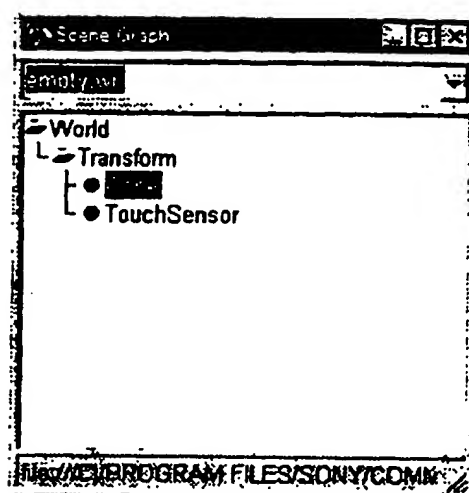 Scene Graph
empty.wrl
World
Transform
TouchSensor
file:///E|/PROGRAM FILES/SONY/COMM